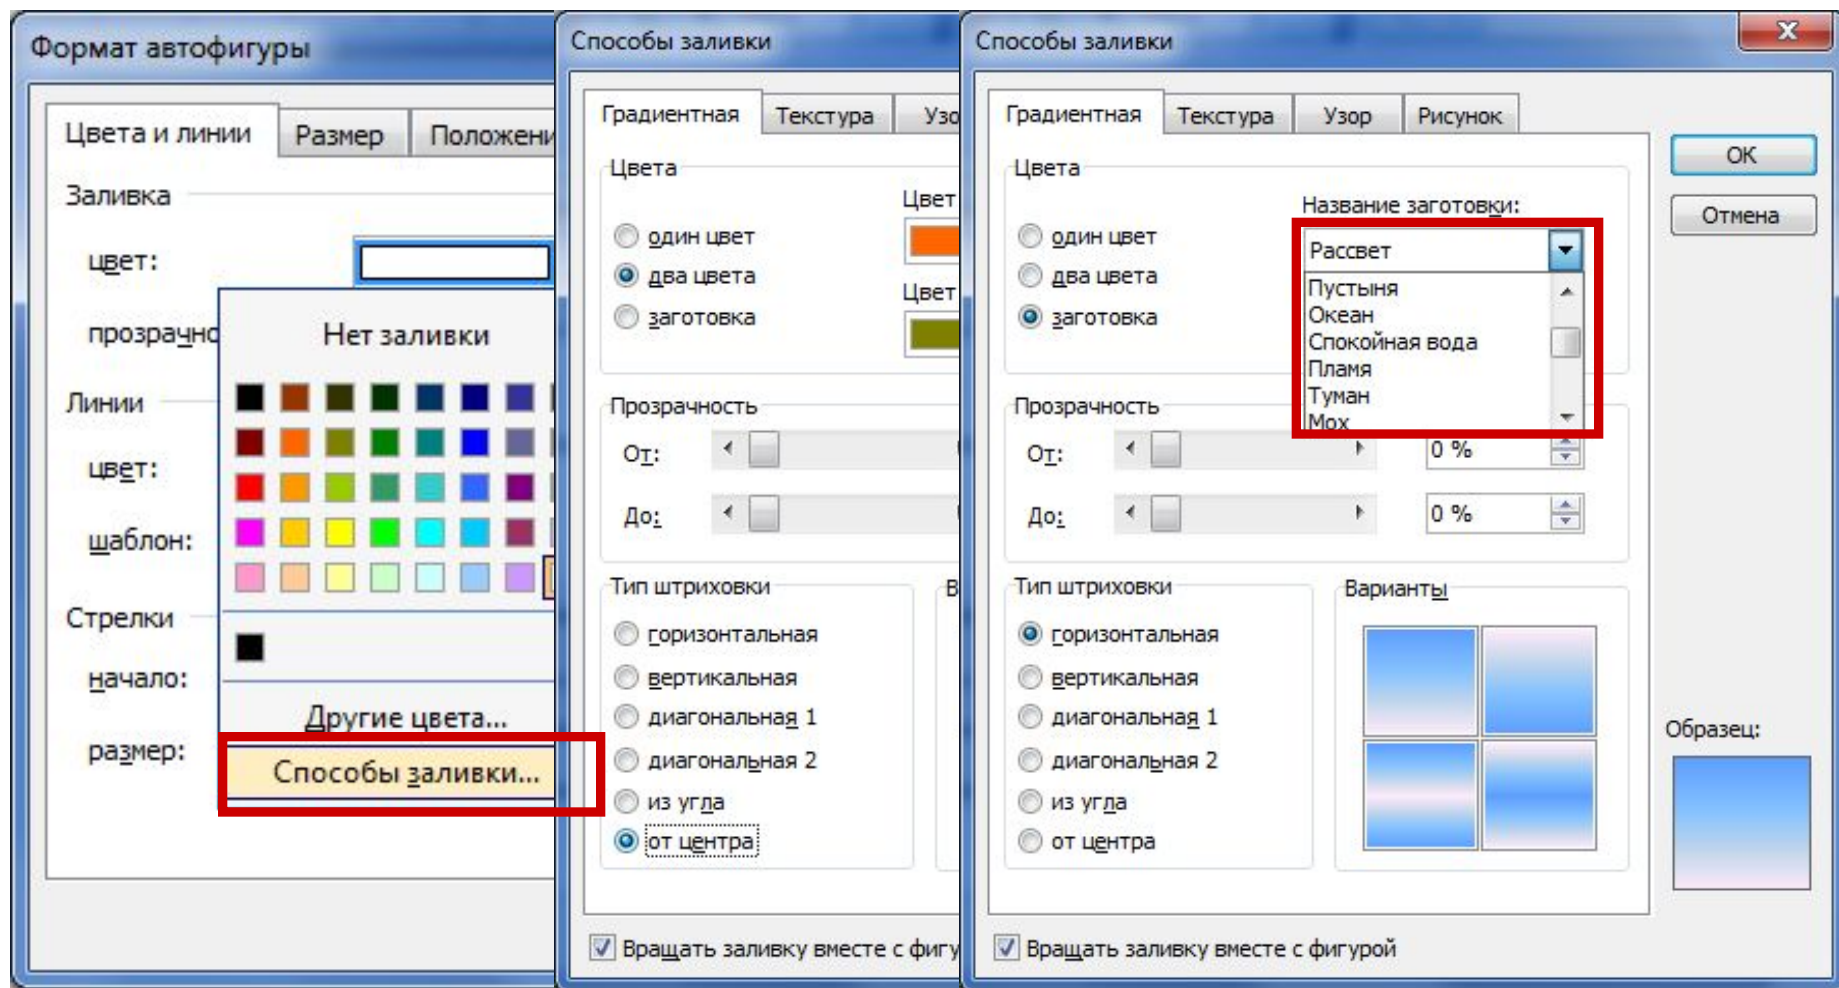 Формат автофигуры
Цвета и линии
Размер
Положени
Заливка
цвет:
прозрачно
Линии
цвет:
шаблон:
Стрелки
начало:
размер:
Нет заливки
Другие цвета...
Способы заливки...
Способы заливки
Градиентная
Текстура
Узо
Цвета
один цвет
два цвета
заготовка
Цвет
Цвет
Прозрачность
От:
До:
Тип штриховки
В
горизонтальная
вертикальная
диагональная 1
диагональная 2
из угла
от центра
Вращать заливку вместе с фигу
Способы заливки
Градиентная
Текстура
Узор
Рисунок
ОК
Отмена
Цвета
один цвет
два цвета
заготовка
Название заготовки:
Рассвет
Пустыня
Океан
Спокойная вода
Пламя
Туман
Мох
Прозрачность
От:
0 %
До:
0 %
Тип штриховки
горизонтальная
вертикальная
диагональная 1
диагональная 2
из угла
от центра
Варианты
Образец:
Вращать заливку вместе с фигурой